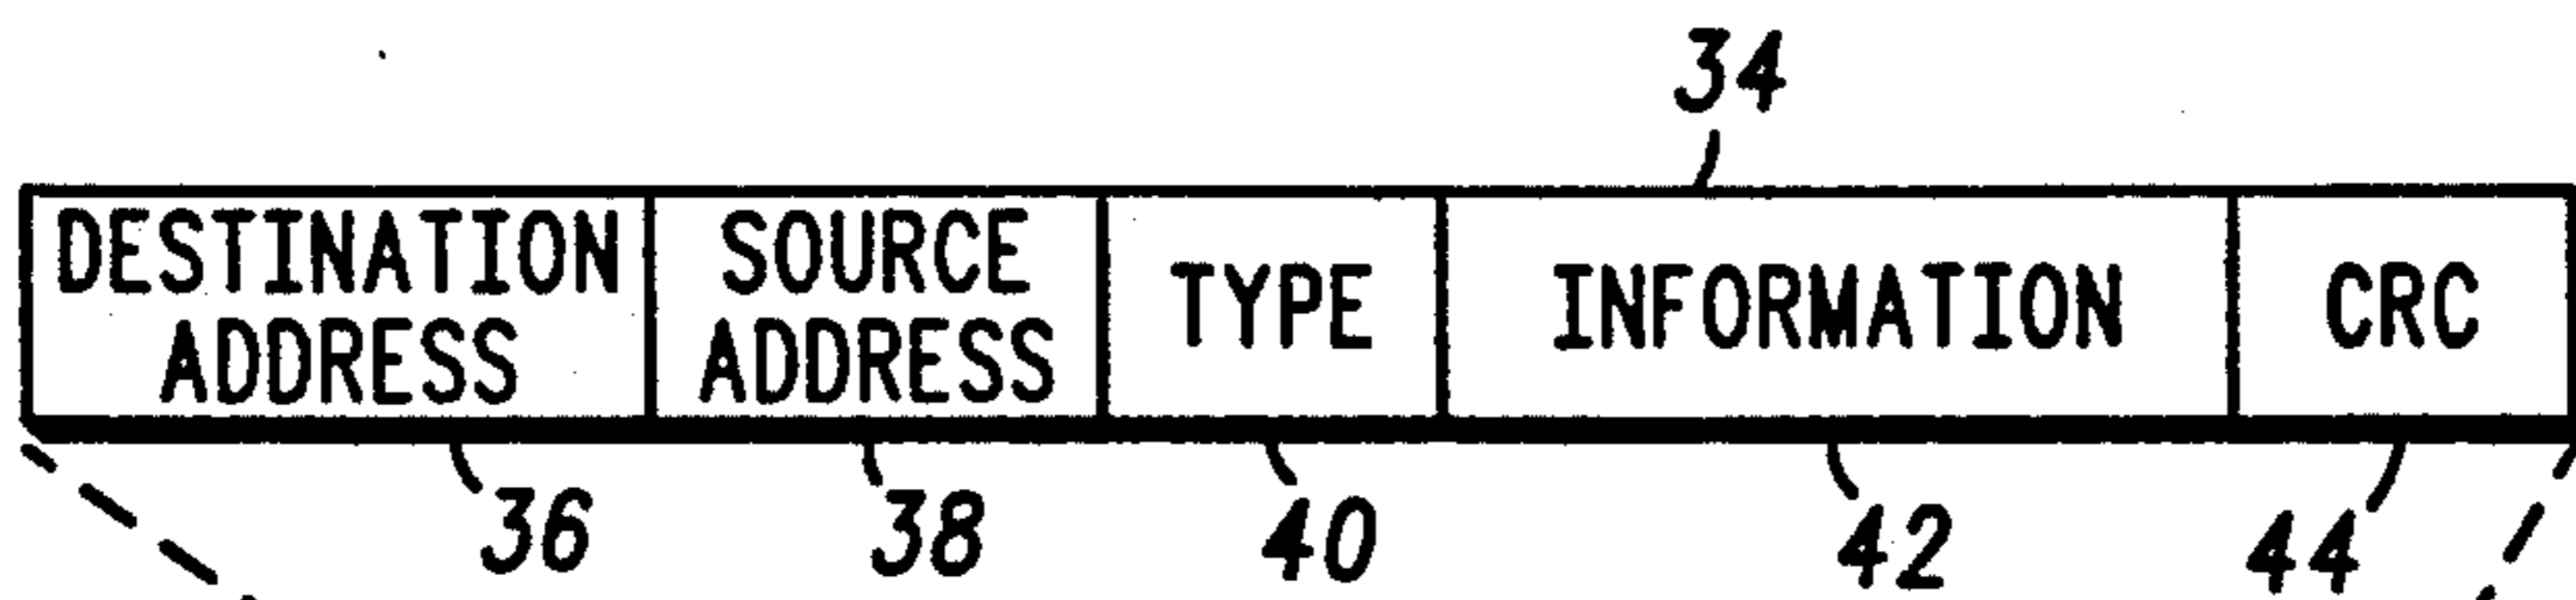 34
DESTINATION
ADDRESS
SOURCE
ADDRESS
TYPE
INFORMATION
CRC
36
38
40
42
44